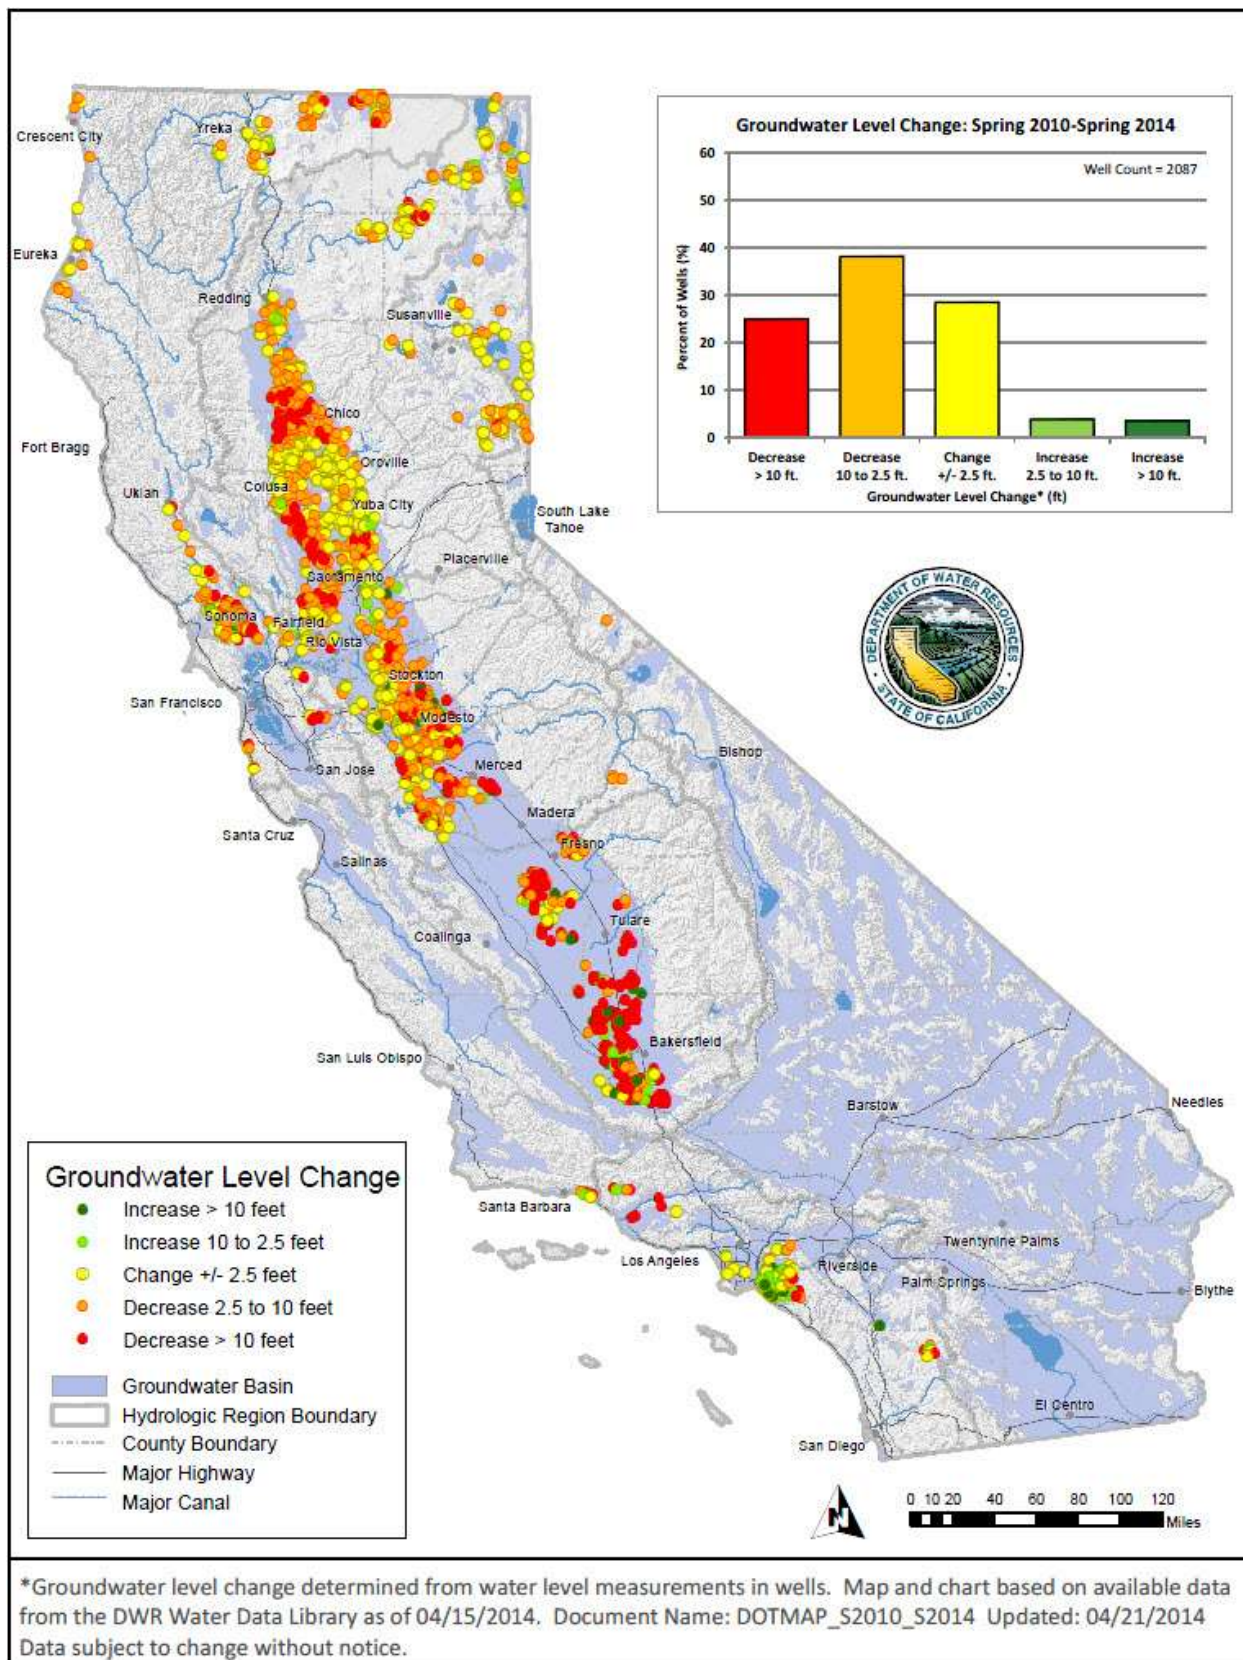 Crescent City
Yreka
Eureka
Redding
Susanville
Chico
Fort Bragg
Oroville
Colusa
Ukiah
Yuba City
South Lake
Tahoe
Placerville
Sacramento
Sonoma
Fairfield
Rio Vista
Stockton
San Francisco
Modesto
Bishop
San Jose
Merced
Madera
Santa Cruz
Fresno
Salinas
Tulare
Coalinga
Bakersfield
San Luis Obispo
Barstow
Needles
Santa Barbara
Twentynine Palms
Los Angeles
Riverside
Palm Springs
Blythe
El Centro
San Diego
Groundwater Level Change: Spring 2010-Spring 2014
Well Count = 2087
Percent of Wells (%)
60
50
40
30
20
10
0
Decrease Decrease Change Increase Increase
> 10 ft. 10 to 2.5 ft. +/- 2.5 ft. 2.5 to 10 ft. > 10 ft.
Groundwater Level Change* (ft)
DEPARTMENT OF WATER RESOURCES
STATE OF CALIFORNIA
Groundwater Level Change
Increase > 10 feet
Increase 10 to 2.5 feet
Change +/- 2.5 feet
Decrease 2.5 to 10 feet
Decrease > 10 feet
Groundwater Basin
Hydrologic Region Boundary
County Boundary
Major Highway
Major Canal
N
0 10 20 40 60 80 100 120
Miles
*Groundwater level change determined from water level measurements in wells. Map and chart based on available data
from the DWR Water Data Library as of 04/15/2014. Document Name: DOTMAP_S2010_S2014 Updated: 04/21/2014
Data subject to change without notice.